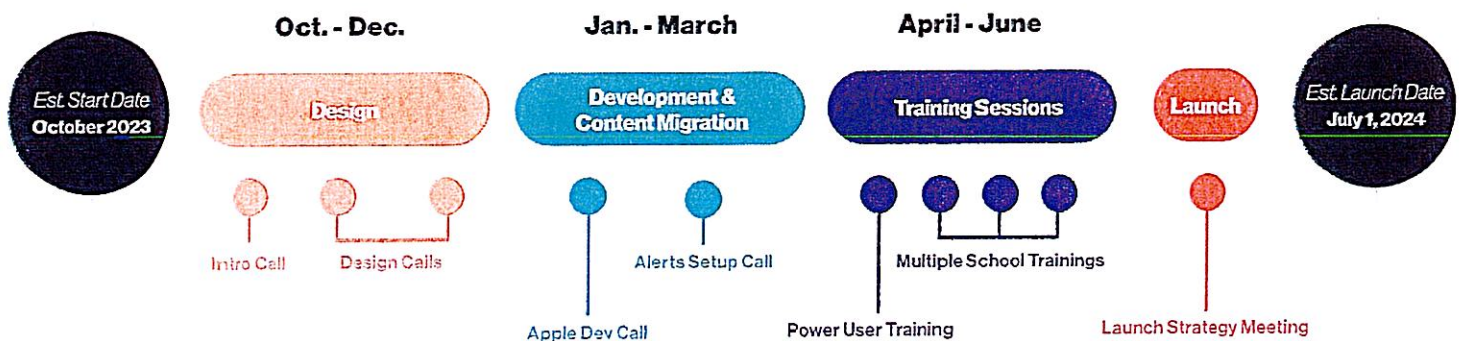 Oct. - Dec.
Jan. - March
April - June
Est. Start Date
October 2023
Design
Development &
Content Migration
Training Sessions
Launch
Est. Launch Date
July 1, 2024
Intro Call
Design Calls
Alerts Setup Call
Multiple School Trainings
Apple Dev Call
Power User Training
Launch Strategy Meeting